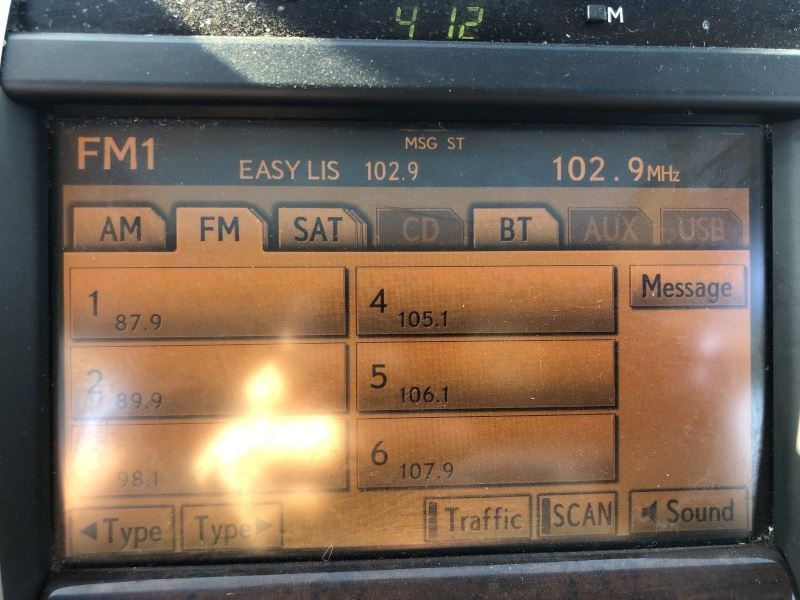 4 12 M
MSG ST
FM1
EASY LIS 102.9 102.9MHz
AM FM SAT CD BT AUX USB
1 87.9
4 105.1
Message
2 89.9
5 106.1
3 98.1
6 107.9
◀Type Type▶ Traffic SCAN Sound